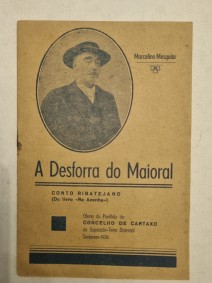 Marcelino Mesquita
A Desforra do Maioral
CONTO RIBATEJANO
(Do livro «Na Azenha»)
Oferta do Pavilhão do
CONCELHO DE CARTAXO
na Exposição-Feira Distrital
Santarem-1936